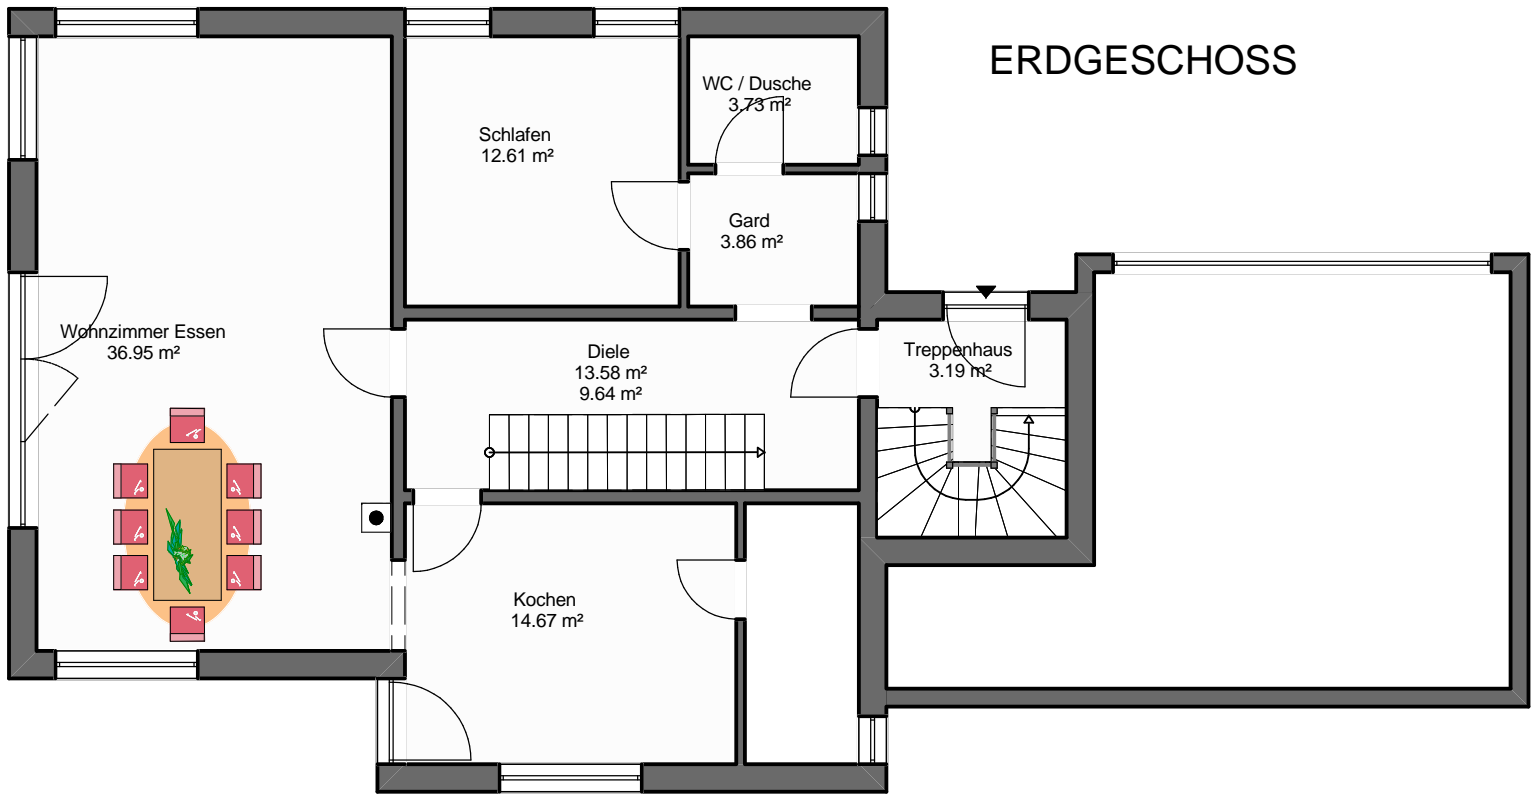 ERDGESCHOSS
WC / Dusche
3.73 m²
Schlafen
12.61 m²
Gard
3.86 m²
Wohnzimmer Essen
36.95 m²
Diele
13.58 m²
9.64 m²
Treppenhaus
3.19 m²
Kochen
14.67 m²